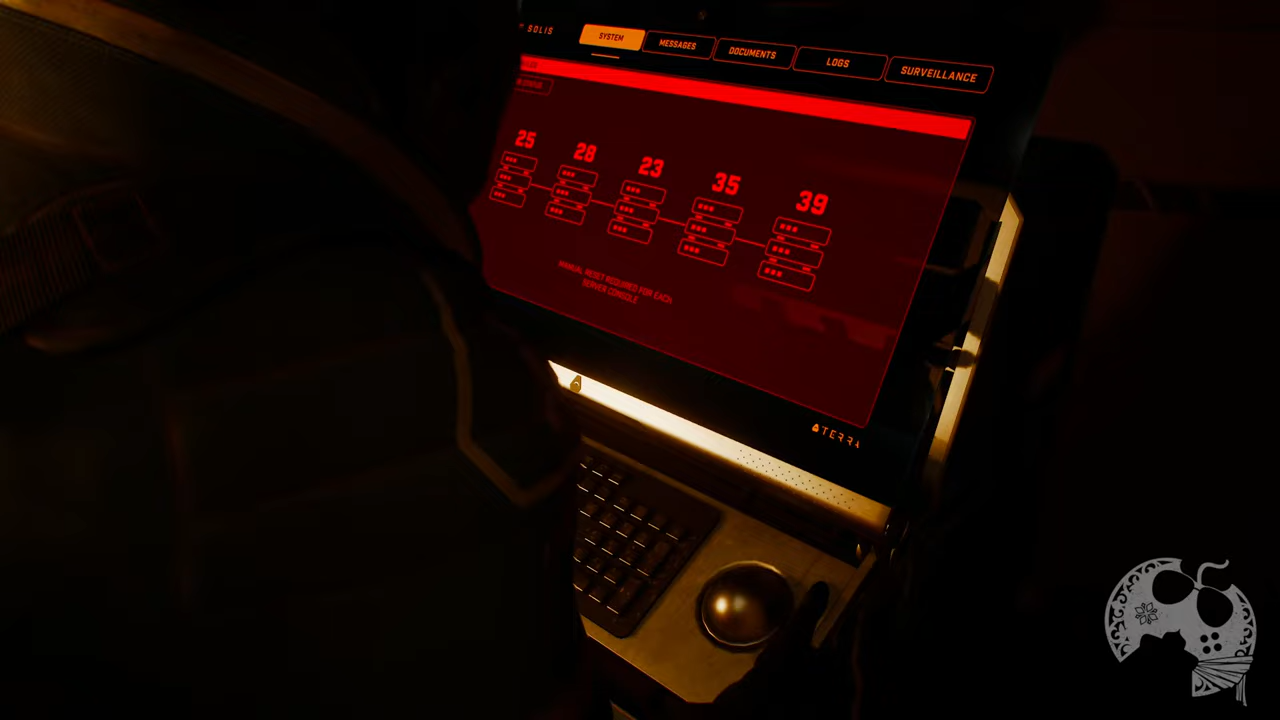 SOLIS
SYSTEM
MESSAGES
DOCUMENTS
LOGS
SURVEILLANCE
25
28
23
35
39
MANUAL RESET REQUIRED FOR EACH
SERVER CONSOLE
TERRA